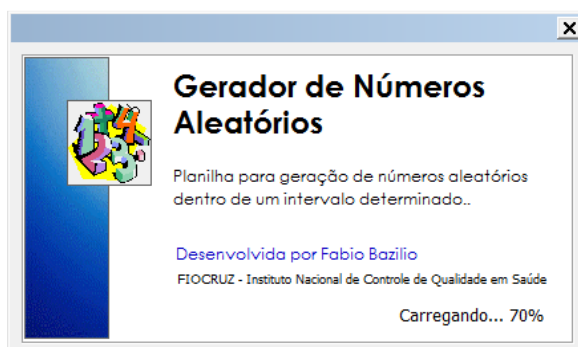 Gerador de Números
Aleatórios
Planilha para geração de números aleatórios
dentro de um intervalo determinado..
Desenvolvida por Fabio Bazilio
FIOCRUZ - Instituto Nacional de Controle de Qualidade em Saúde
Carregando... 70%